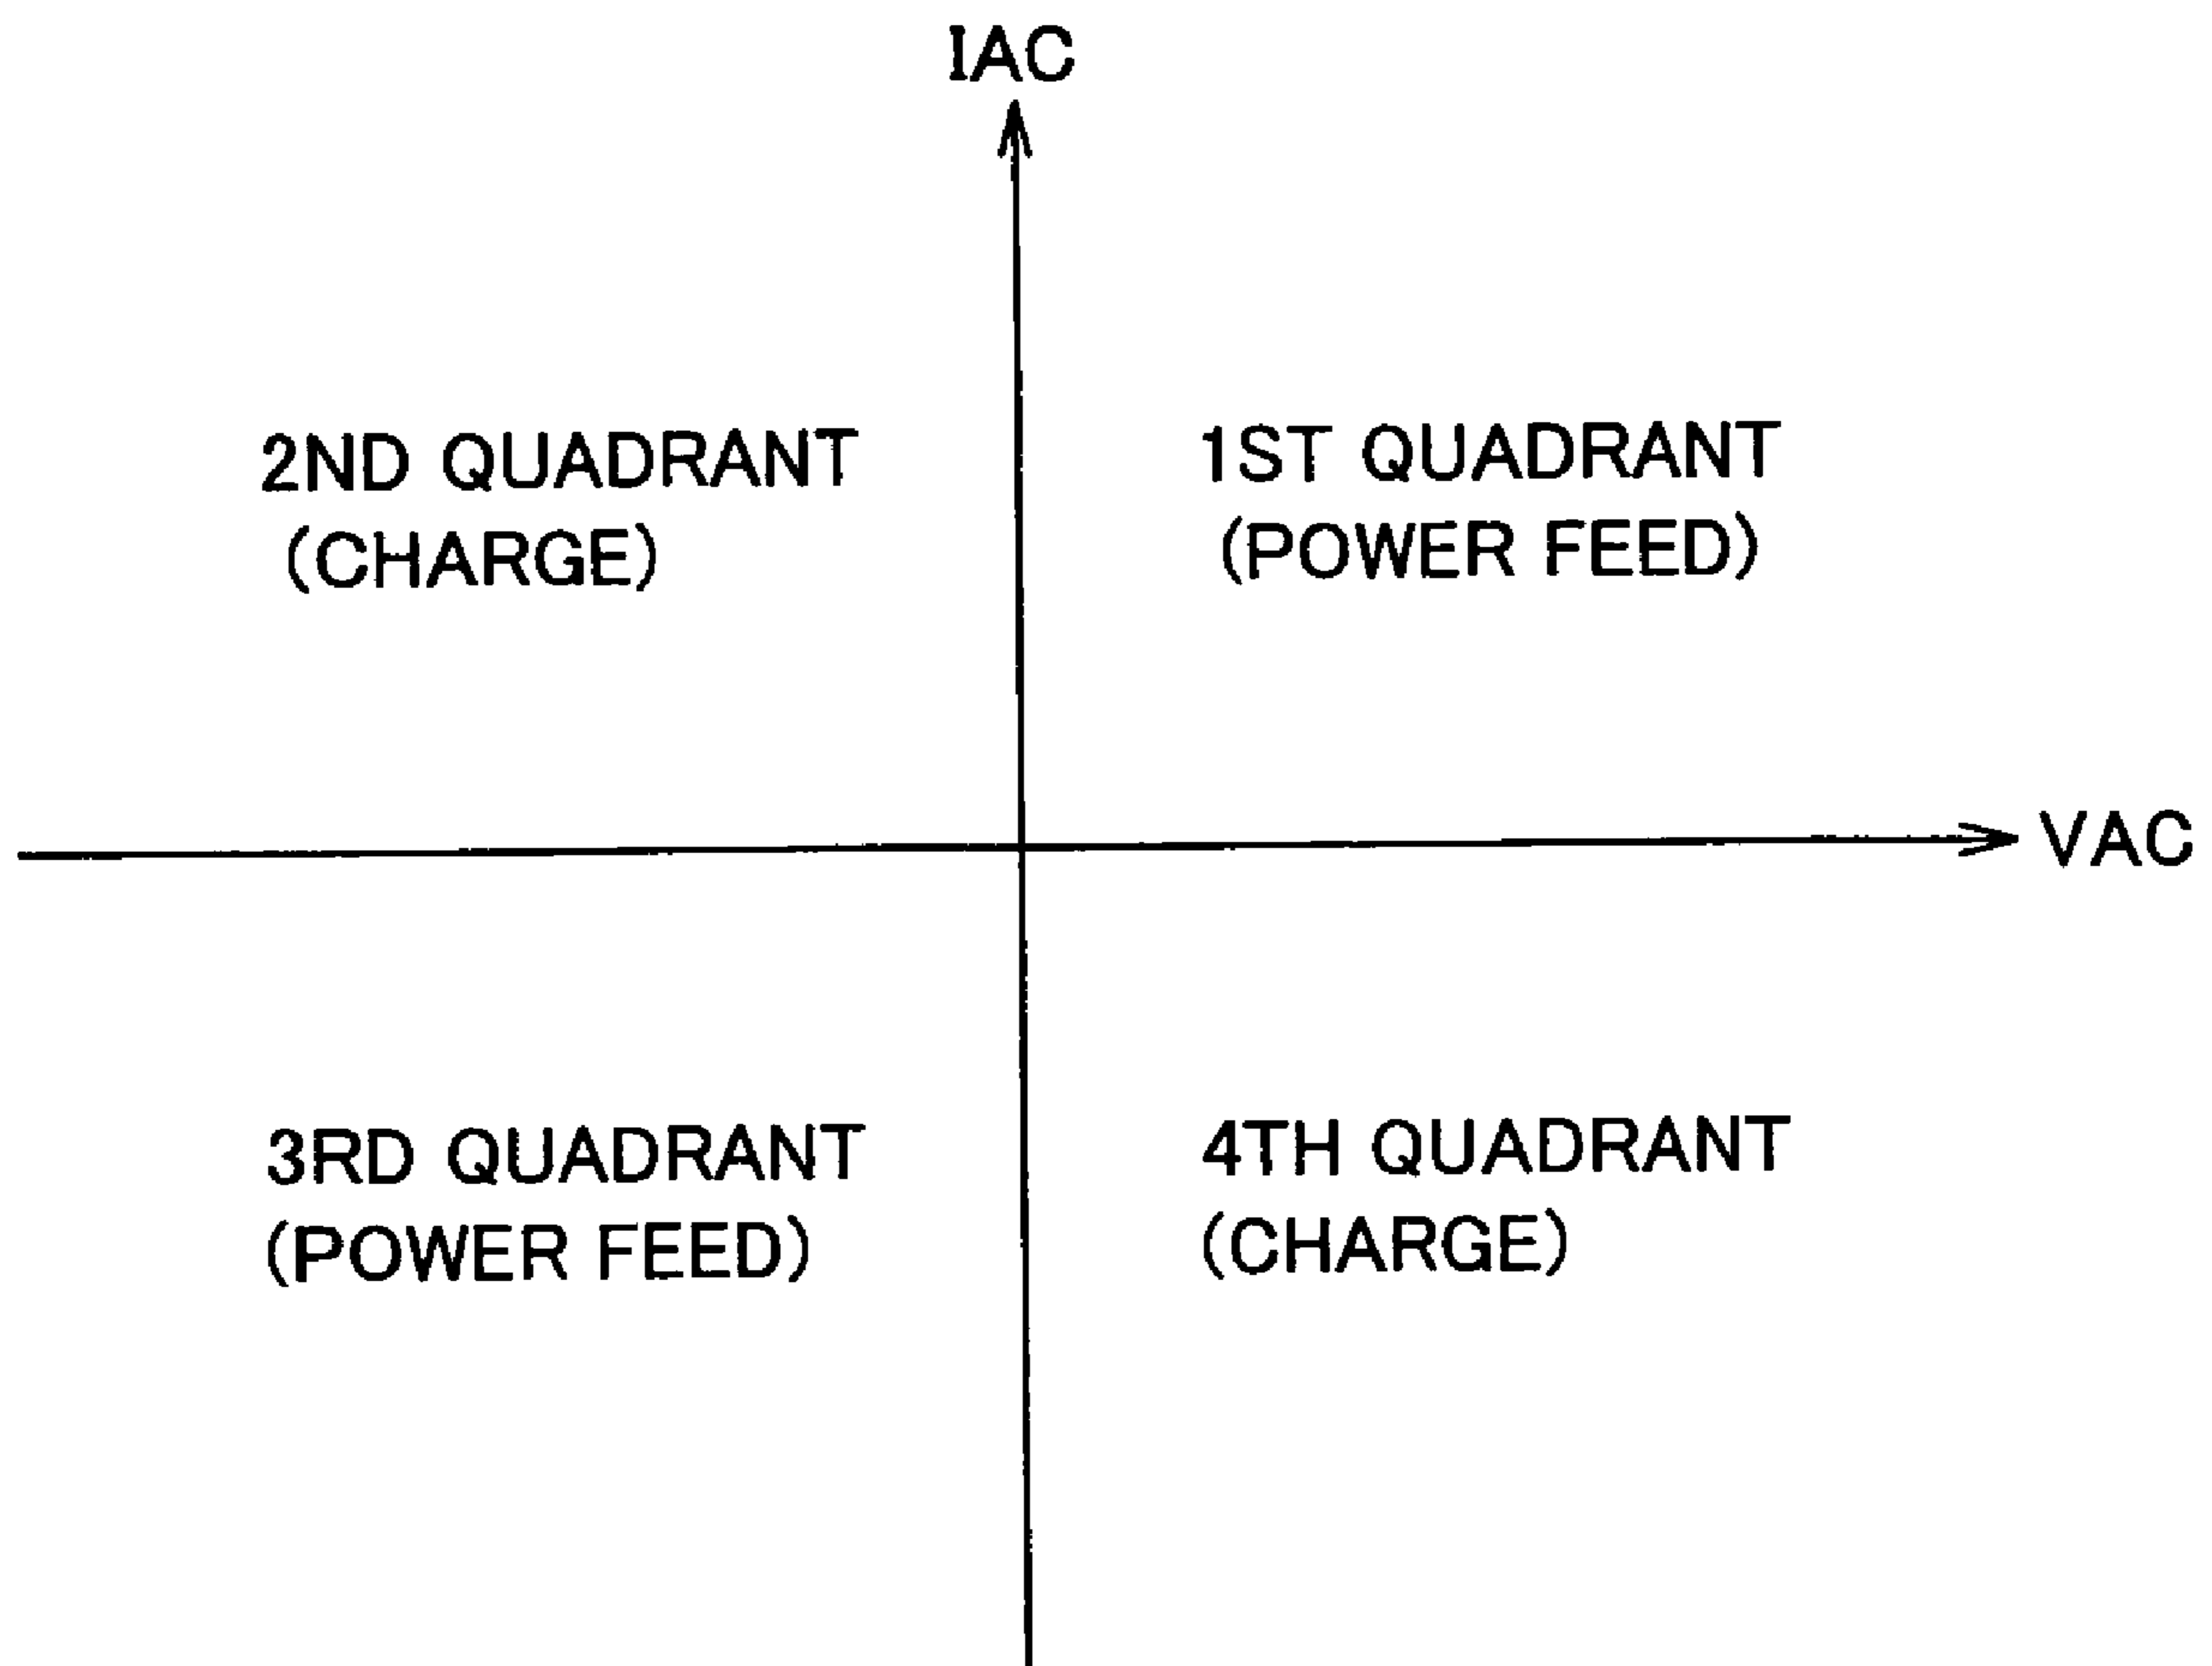 IAC
2ND QUADRANT
(CHARGE)
1ST QUADRANT
(POWER FEED)
VAC
3RD QUADRANT
(POWER FEED)
4TH QUADRANT
(CHARGE)